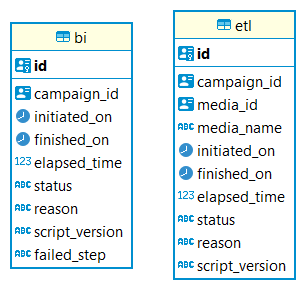 bi
id
campaign_id
initiated_on
finished_on
123 elapsed_time
ABC status
ABC reason
ABC script_version
ABC failed_step
etl
id
campaign_id
media_id
ABC media_name
initiated_on
finished_on
123 elapsed_time
ABC status
ABC reason
ABC script_version